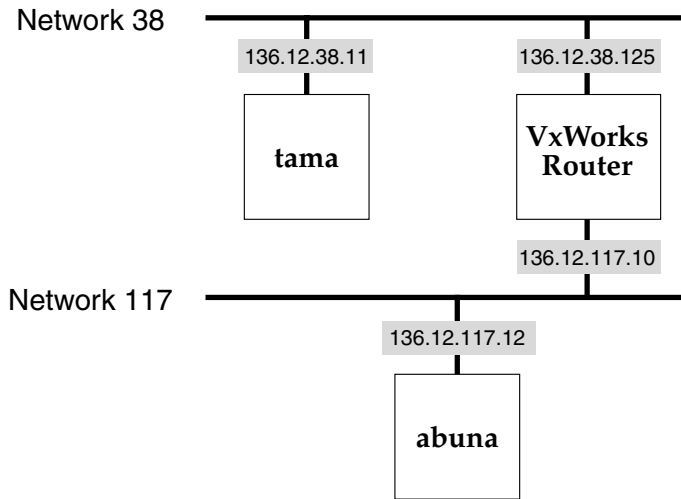 Network 38
136.12.38.11
136.12.38.125
tama
VxWorks
Router
136.12.117.10
Network 117
136.12.117.12
abuna